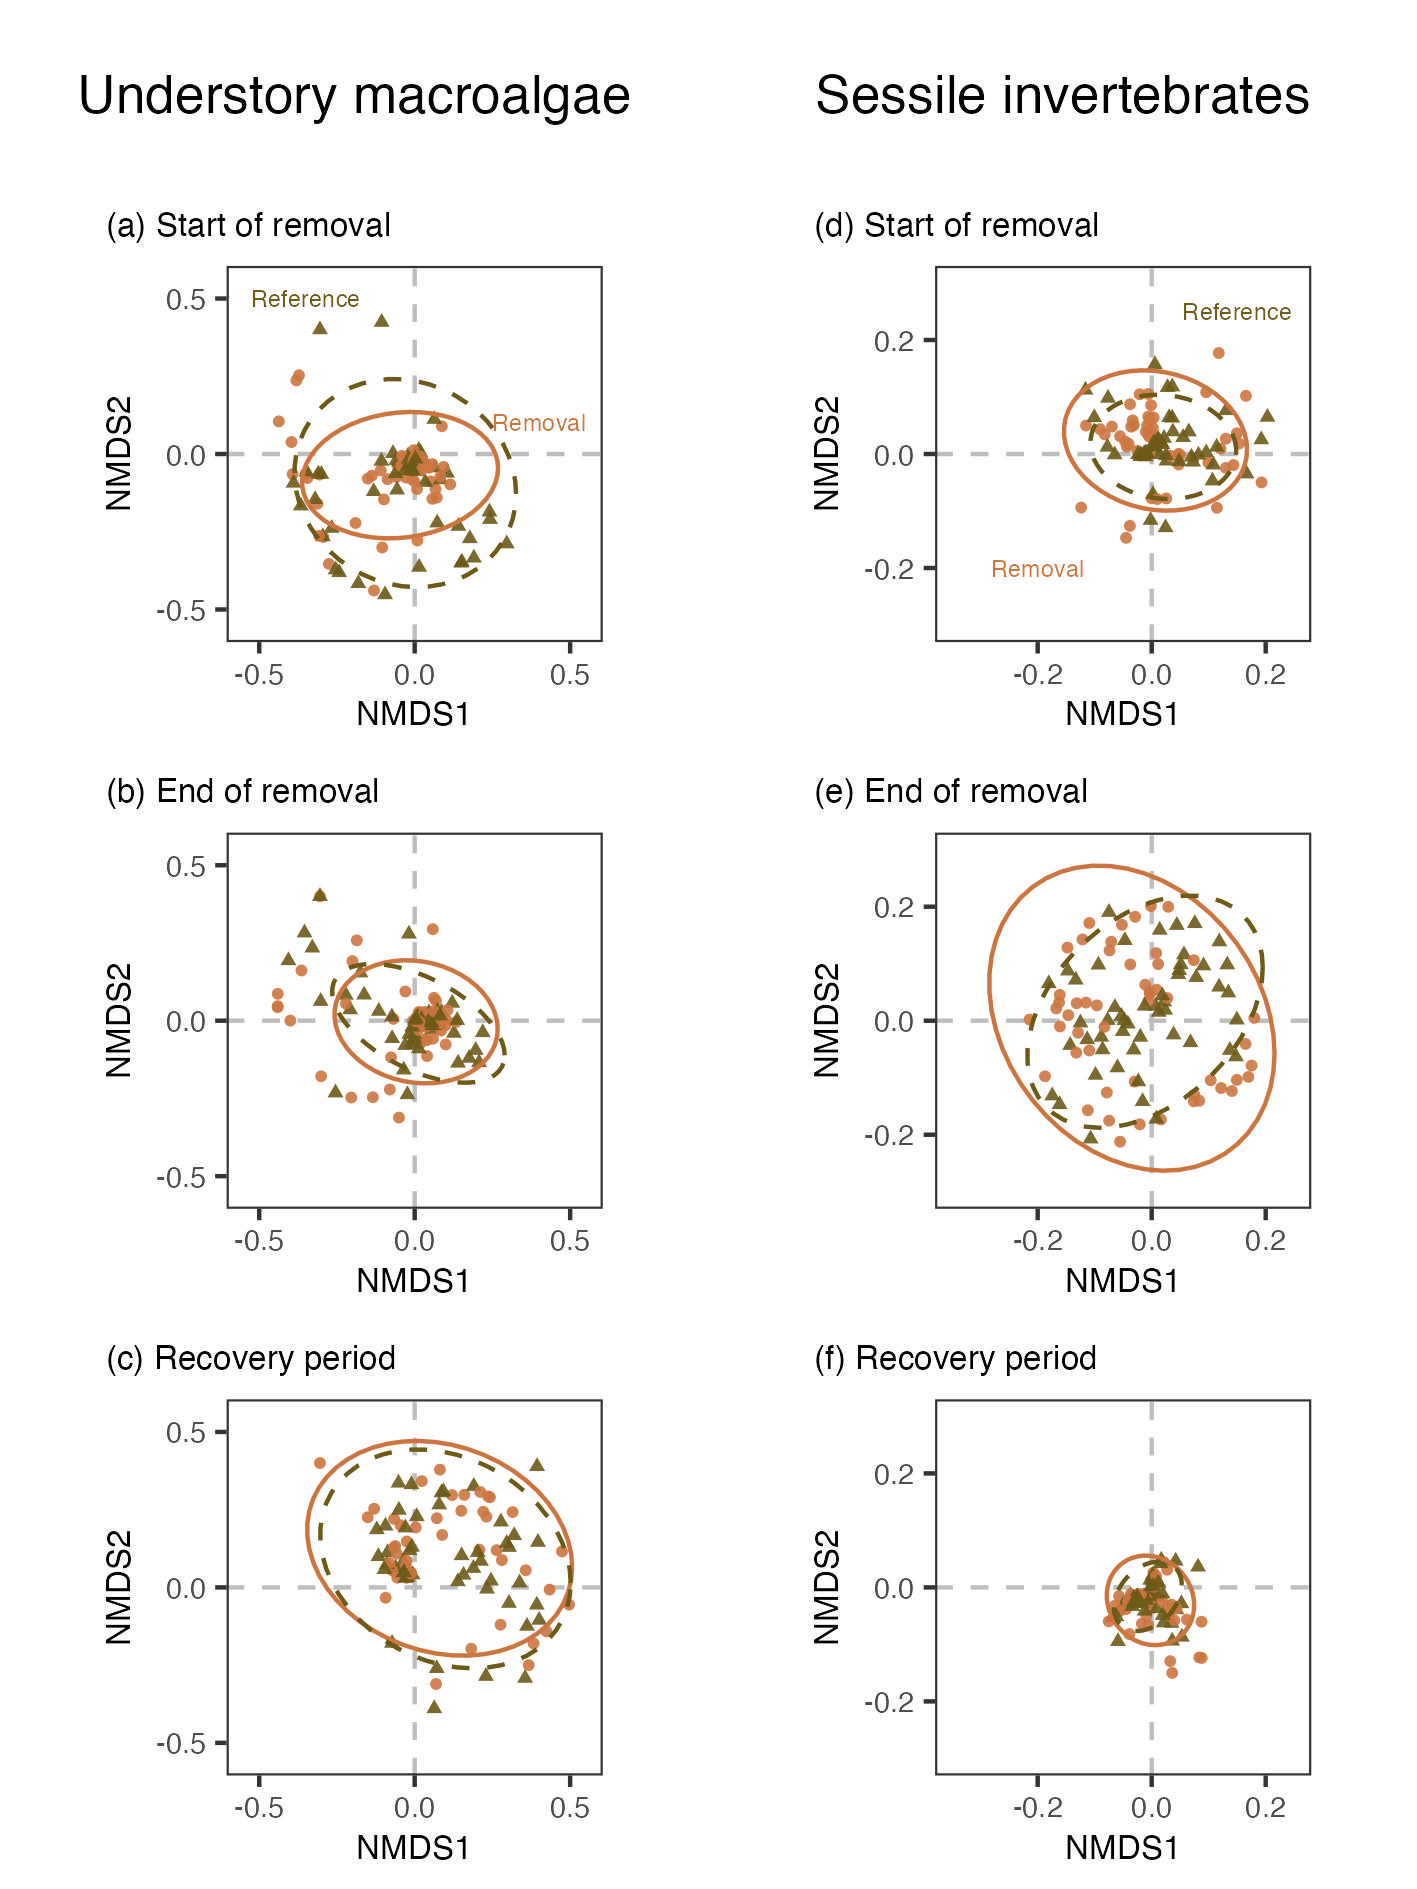 Understory macroalgae
Sessile invertebrates
(a) Start of removal
Reference
Removal
0.5
0.0
-0.5
NMDS2
-0.5 0.0 0.5
NMDS1
(d) Start of removal
Reference
Removal
0.2
0.0
-0.2
NMDS2
-0.2 0.0 0.2
NMDS1
(b) End of removal
0.5
0.0
-0.5
NMDS2
-0.5 0.0 0.5
NMDS1
(e) End of removal
0.2
0.0
-0.2
NMDS2
-0.2 0.0 0.2
NMDS1
(c) Recovery period
0.5
0.0
-0.5
NMDS2
-0.5 0.0 0.5
NMDS1
(f) Recovery period
0.2
0.0
-0.2
NMDS2
-0.2 0.0 0.2
NMDS1